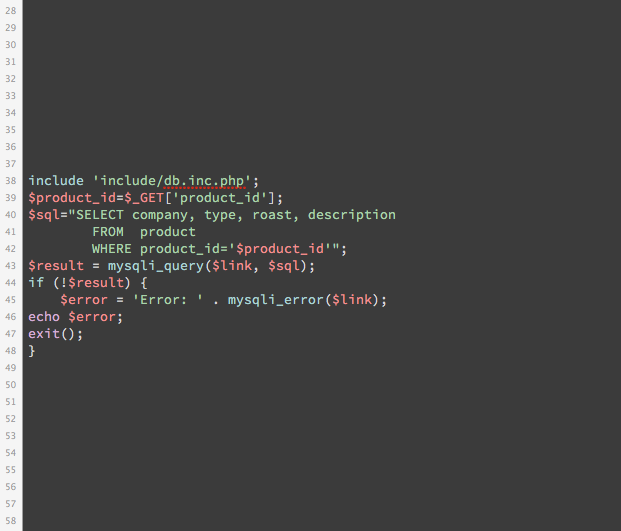 28
29
30
31
32
33
34
35
36
37
38 include 'include/db.inc.php';
39 $product_id=$_GET['product_id'];
40 $sql="SELECT company, type, roast, description
41         FROM  product
42         WHERE product_id='$product_id'";
43 $result = mysqli_query($link, $sql);
44 if (!$result) {
45     $error = 'Error: ' . mysqli_error($link);
46 echo $error;
47 exit();
48 }
49
50
51
52
53
54
55
56
57
58